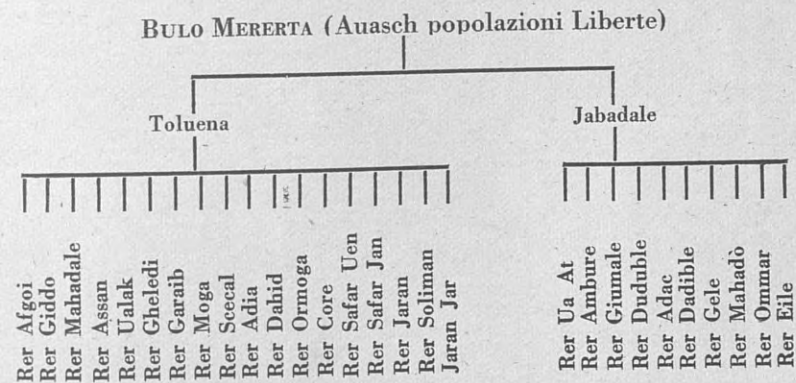 BULO MERERTA (Auasch popolazioni Liberte)
Toluena
Jabadale
Rer Afgoi
Rer Giddo
Rer Mahadale
Rer Assan
Rer Ualak
Rer Gheledi
Rer Garaib
Rer Moga
Rer Scecal
Rer Adia
Rer Dahid
Rer Ormoga
Rer Core
Rer Safar Uen
Rer Safar Jan
Rer Jaran
Rer Soliman
Jaran Jar
Rer Ua At
Rer Ambure
Rer Giumale
Rer Duduble
Rer Adac
Rer Dadible
Rer Gele
Rer Mahadò
Rer Ommar
Rer Eile